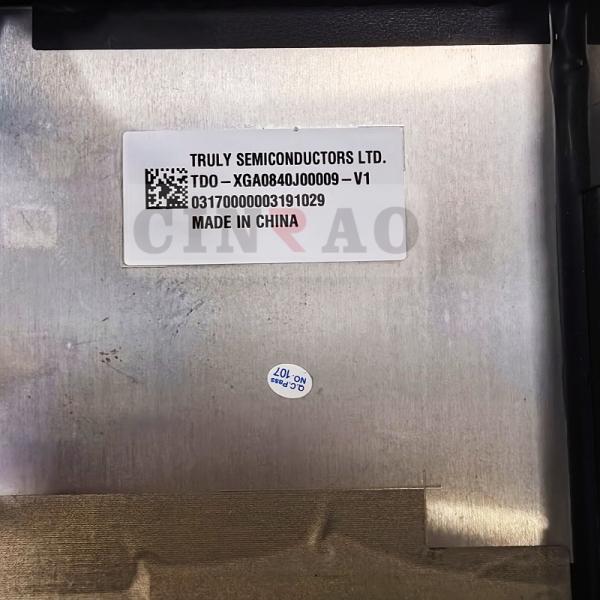 TRULY SEMICONDUCTORS LTD.
TDO-XGA0840J00009-V1
03170000003191029
MADE IN CHINA
CINRAO
Q.C.Pass
NO.107